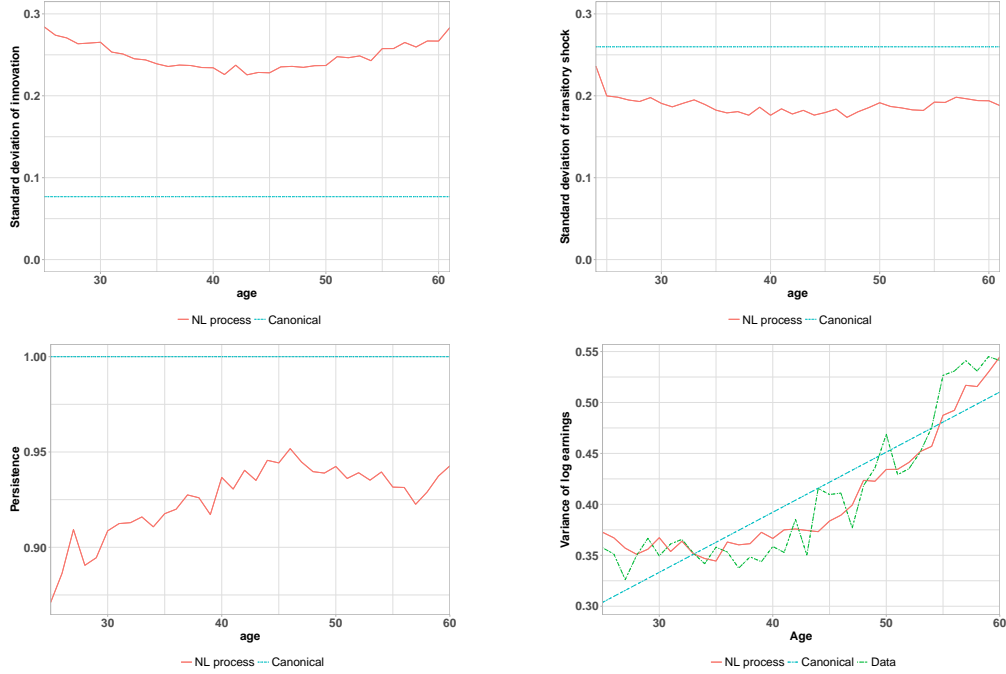 0.3
0.2
0.1
0.0
Standard deviation of innovation
30 40 50 60
age
NL process Canonical
0.3
0.2
0.1
0.0
Standard deviation of transitory shock
30 40 50 60
age
NL process Canonical
1.00
0.95
0.90
Persistence
30 40 50 60
age
NL process Canonical
0.55
0.50
0.45
0.40
0.35
0.30
Variance of log earnings
30 40 50 60
Age
NL process Canonical Data